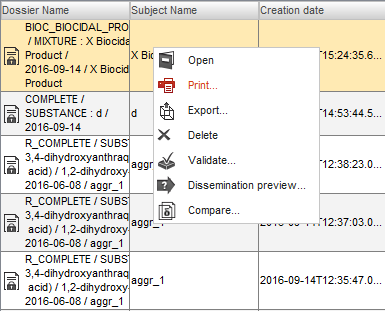 Dossier Name Subject Name Creation date
BIOC_BIOCIDAL_PRO
/ MIXTURE : X Biocida
Product /
2016-09-14 / X Biocid
Product
X Bio
T15:24:35.6...
COMPLETE /
SUBSTANCE : d /
2016-09-14
d
T14:53:44.5...
R_COMPLETE / SUBST
3,4-dihydroxyanthraq
acid) / 1,2-dihydroxy
2016-06-08 / aggr_1
aggr_
T12:38:23.0...
R_COMPLETE / SUBST
3,4-dihydroxyanthraq
acid) / 1,2-dihydroxy
2016-06-08 / aggr_1
aggr_1
2016-09-14T12:37:03.0...
R_COMPLETE / SUBST
3,4-dihydroxyanthraq
acid) / 1,2-dihydroxy
2016-06-08 / aggr_1
aggr_1
2016-09-14T12:35:47.0...
Open
Print...
Export...
Delete
Validate...
Dissemination preview...
Compare...